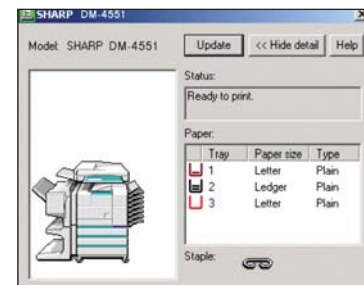 SHARP DM-4551
Model: SHARP DM-4551
Update
<< Hide detail
Help
Status:
Ready to print.
Paper:
Tray Paper size Type
1 Letter Plain
2 Ledger Plain
3 Letter Plain
Staple: